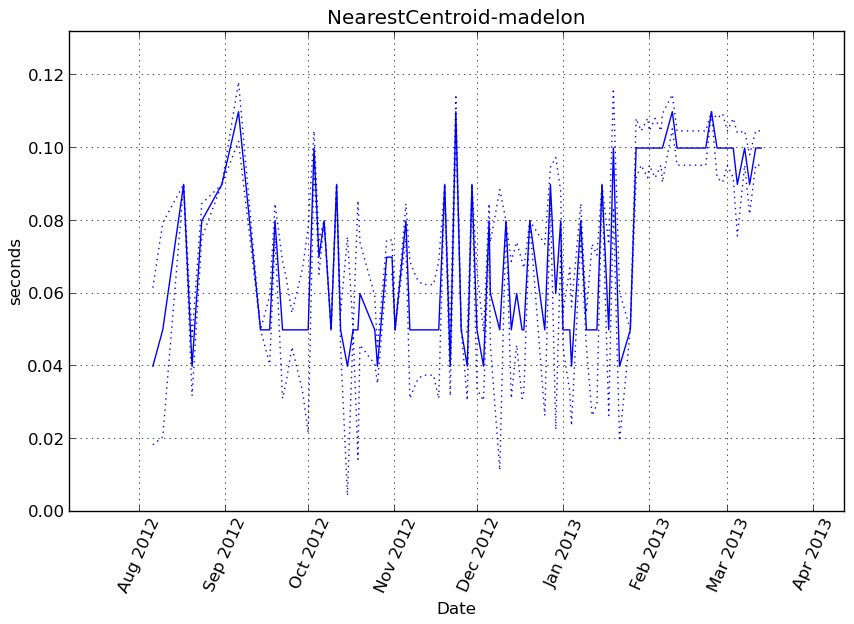 NearestCentroid-madelon
0.12
0.10
0.08
0.06
0.04
0.02
0.00
seconds
Aug 2012
Sep 2012
Oct 2012
Nov 2012
Dec 2012
Jan 2013
Feb 2013
Mar 2013
Apr 2013
Date